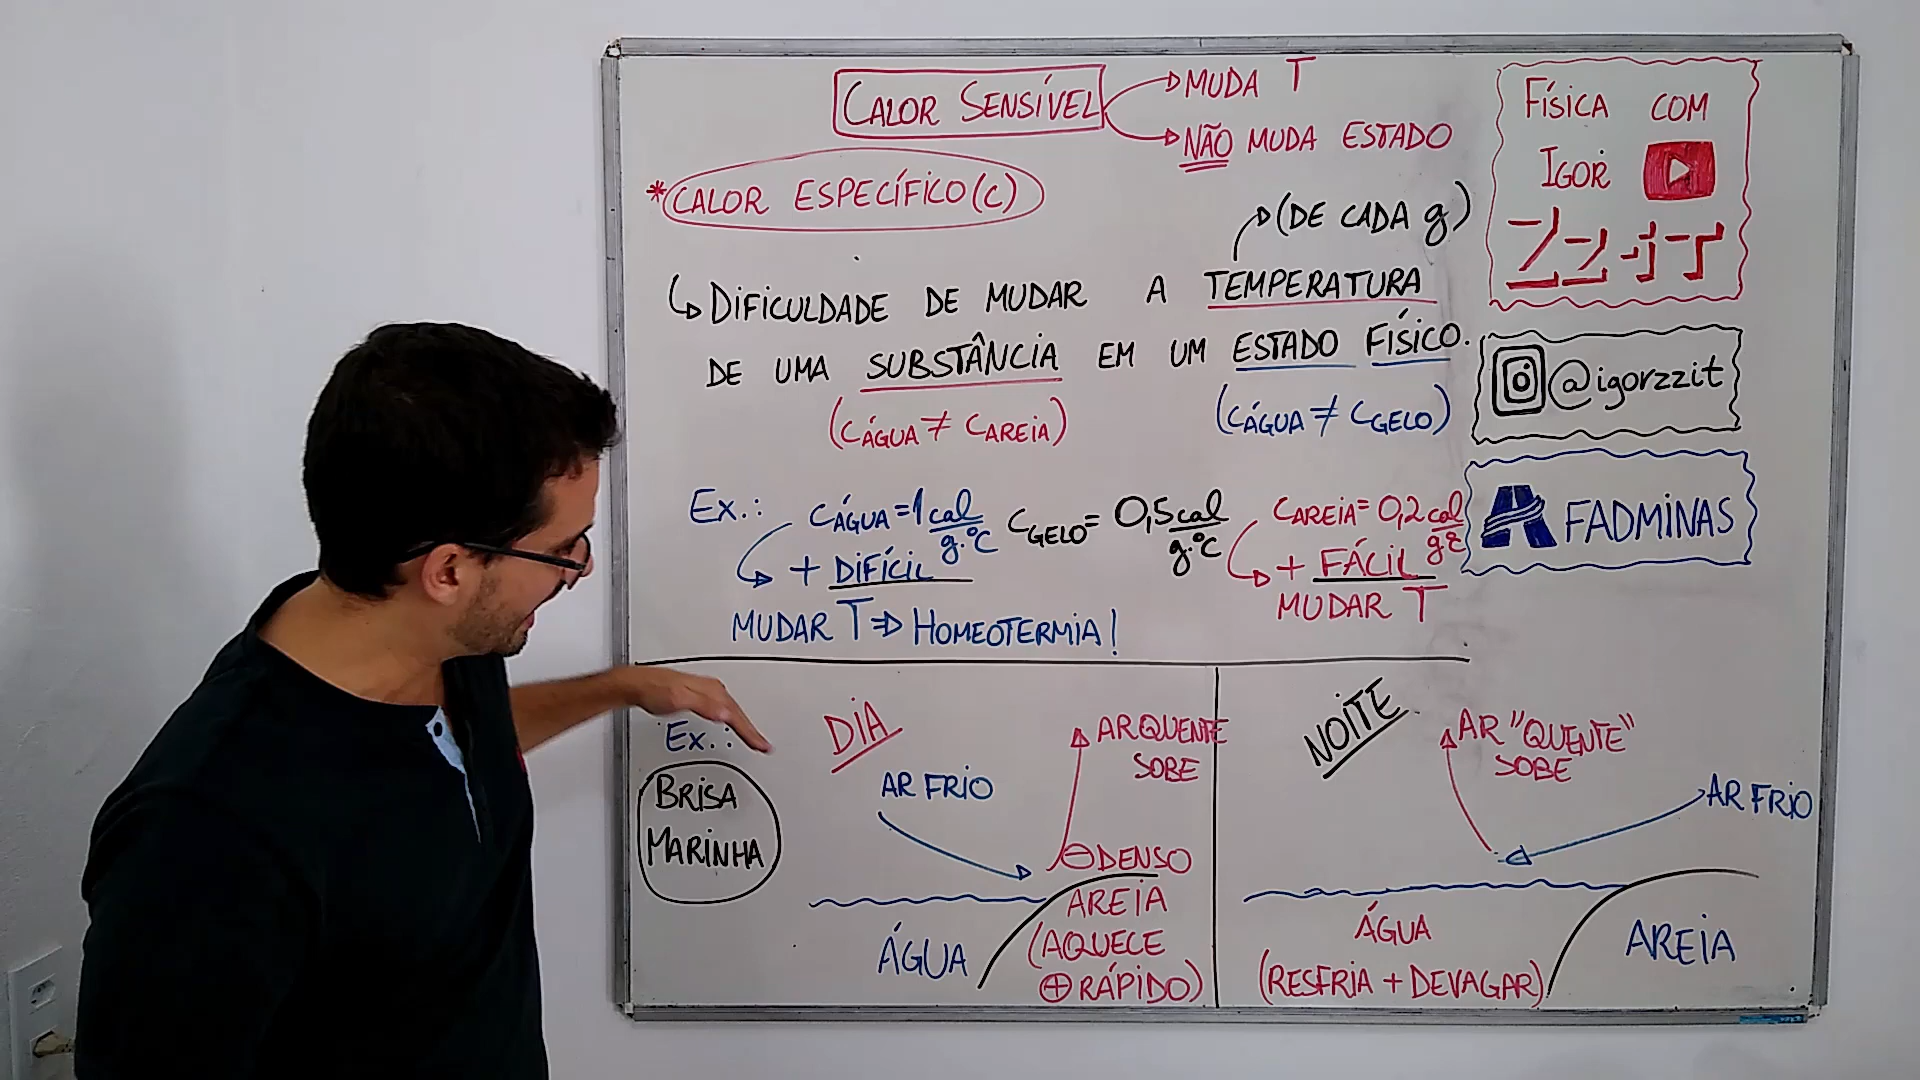 CALOR SENSÍVEL
MUDA T
NÃO MUDA ESTADO
*CALOR ESPECÍFICO(C)
(DE CADA g)
DIFICULDADE DE MUDAR A TEMPERATURA
DE UMA SUBSTÂNCIA EM UM ESTADO FÍSICO.
(CÁGUA ≠ CAREIA)
(CÁGUA ≠ CGELO)
Ex.: CÁGUA = 1 cal/g.°C
CGELO = 0,5 cal/g.°C
CAREIA = 0,2 cal/g°C
+ DIFÍCIL
MUDAR T ⇒ HOMEOTERMIA!
+ FÁCIL
MUDAR T
FÍSICA COM
IGOR
@igorzzit
FADMINAS
Ex.:
BRISA
MARINHA
DIA
AR FRIO
AR QUENTE
SOBE
⊖DENSO
ÁGUA
AREIA
(AQUECE
⊕ RÁPIDO)
NOITE
AR "QUENTE"
SOBE
AR FRIO
ÁGUA
(RESFRIA + DEVAGAR)
AREIA